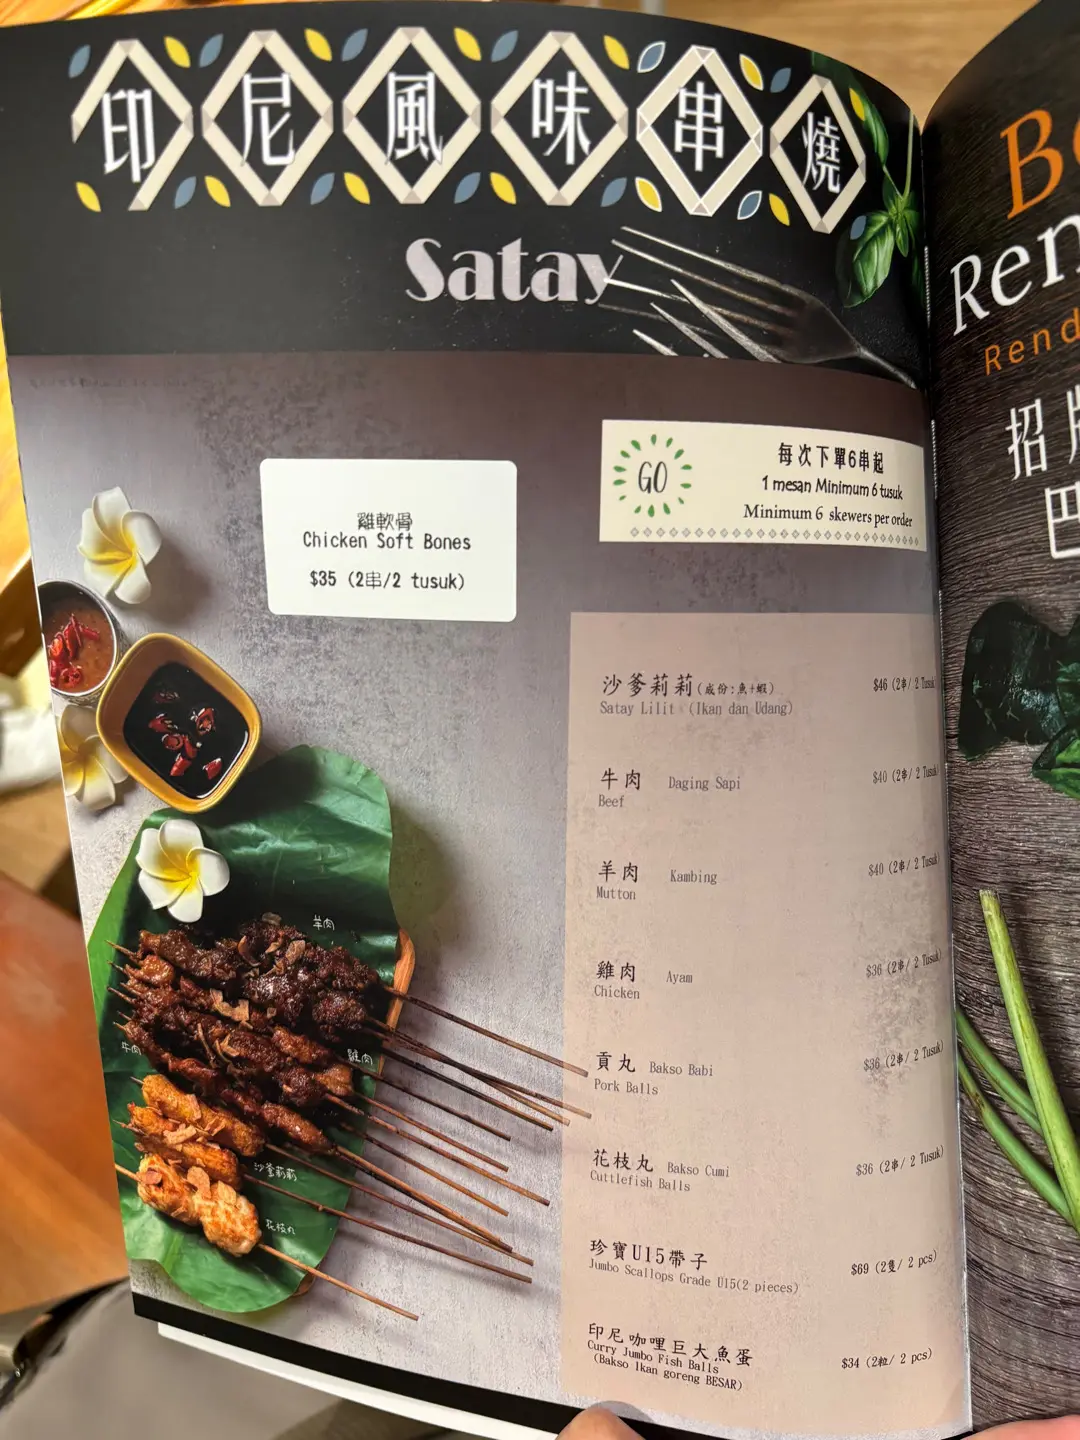 印尼風味串燒
Satay
GO
每次下單6串起
1 mesan Minimum 6 tusuk
Minimum 6 skewers per order
雞軟骨
Chicken Soft Bones
$35 (2串/2 tusuk)
沙爹莉莉(成份:魚+蝦) $46 (2串/ 2 Tusuk
Satay Lilit (Ikan dan Udang)
牛肉 Daging Sapi $40 (2串/ 2 Tusuk
Beef
羊肉 Kambing $40 (2串/ 2 Tusuk)
Mutton
雞肉 Ayam $36 (2串/ 2 Tusuk)
Chicken
貢丸 Bakso Babi $36 (2串/ 2 Tusuk)
Pork Balls
花枝丸 Bakso Cumi $36 (2串/ 2 Tusuk)
Cuttlefish Balls
珍寶U15帶子 $69 (2隻/ 2 pcs)
Jumbo Scallops Grade U15(2 pieces)
印尼咖哩巨大魚蛋 $34 (2粒/ 2 pcs)
Curry Jumbo Fish Balls
(Bakso Ikan goreng BESAR)
羊肉
牛肉
雞肉
沙爹莉莉
花枝丸
Ren
Rend
招牌